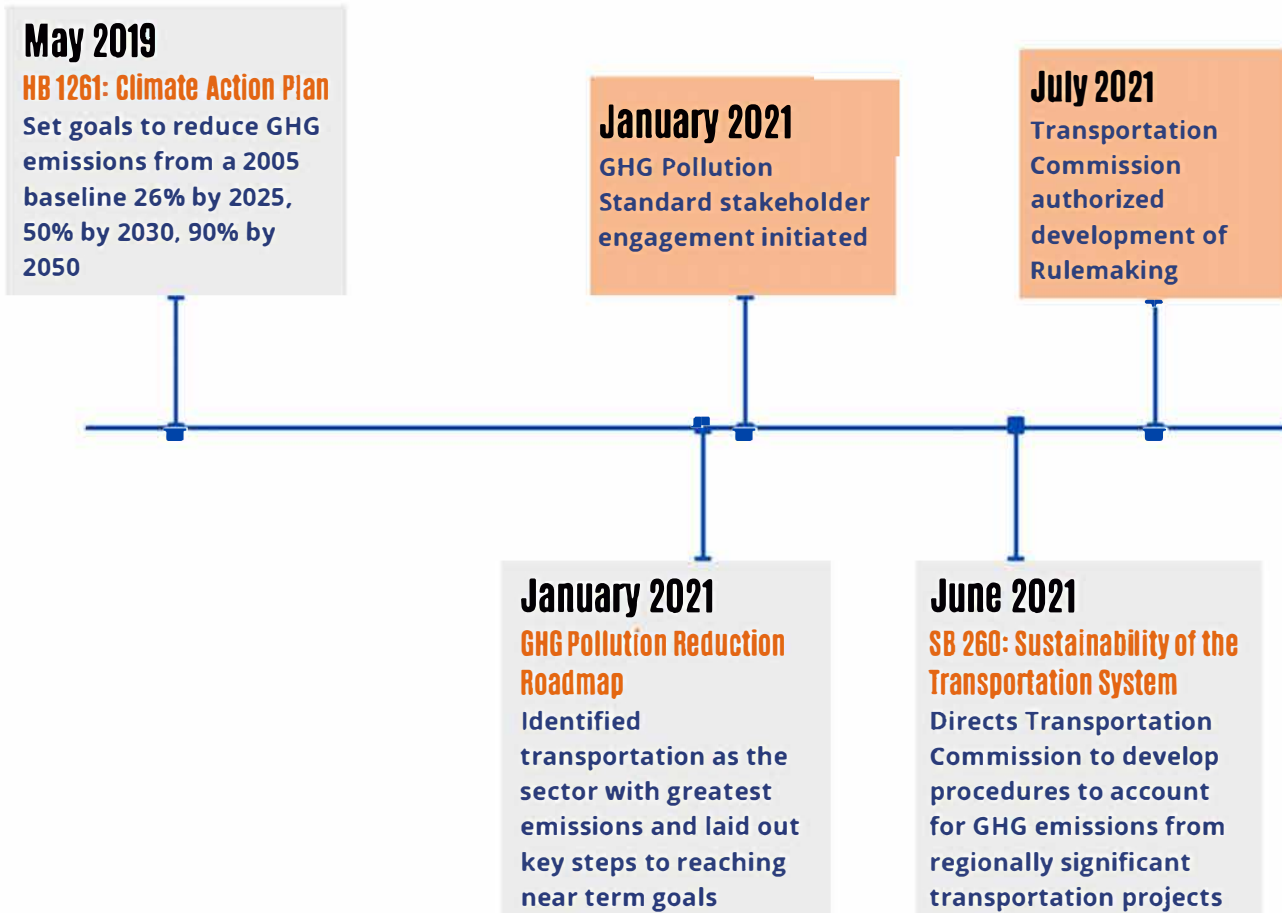 May 2019
HB 1261: Climate Action Plan
Set goals to reduce GHG
emissions from a 2005
baseline 26% by 2025,
50% by 2030, 90% by
2050
January 2021
GHG Pollution
Standard stakeholder
engagement initiated
July 2021
Transportation
Commission
authorized
development of
Rulemaking
January 2021
GHG Pollution Reduction
Roadmap
Identified
transportation as the
sector with greatest
emissions and laid out
key steps to reaching
near term goals
June 2021
SB 260: Sustainability of the
Transportation System
Directs Transportation
Commission to develop
procedures to account
for GHG emissions from
regionally significant
transportation projects